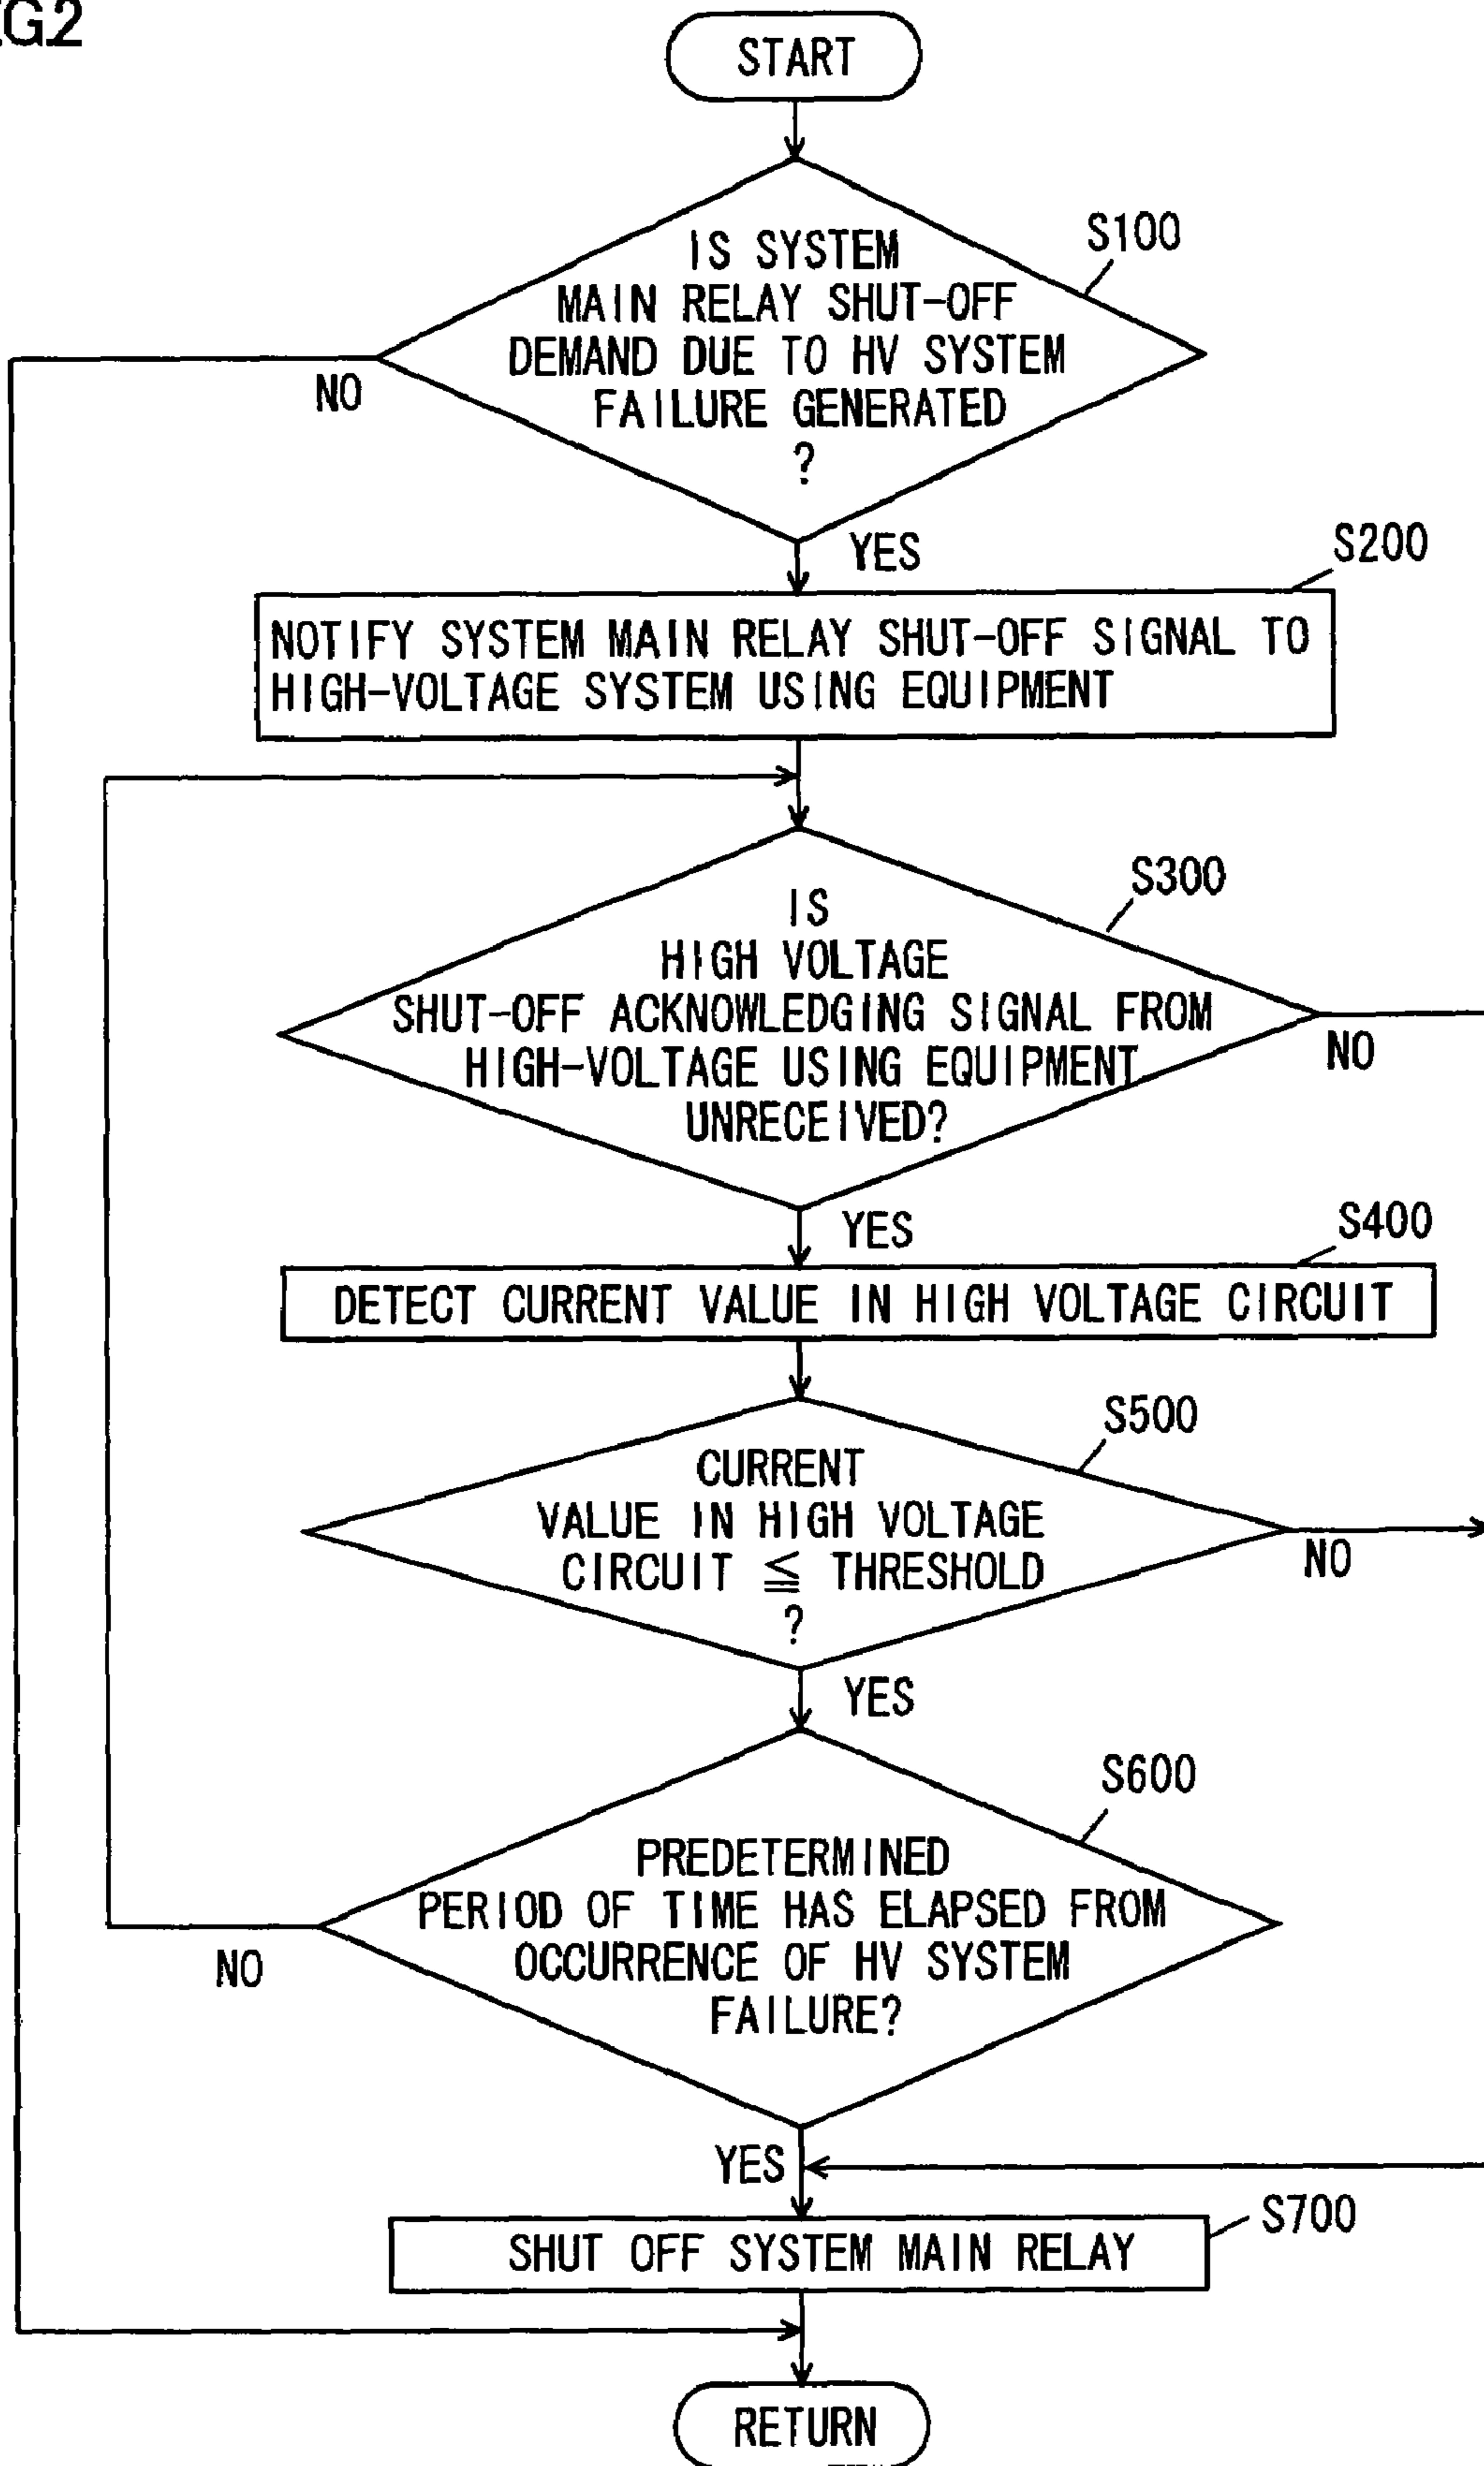 IG2
START
S100
IS SYSTEM
MAIN RELAY SHUT-OFF
DEMAND DUE TO HV SYSTEM
FAILURE GENERATED
?
NO
YES
S200
NOTIFY SYSTEM MAIN RELAY SHUT-OFF SIGNAL TO
HIGH-VOLTAGE SYSTEM USING EQUIPMENT
S300
IS
HIGH VOLTAGE
SHUT-OFF ACKNOWLEDGING SIGNAL FROM
HIGH-VOLTAGE USING EQUIPMENT
UNRECEIVED?
NO
YES
S400
DETECT CURRENT VALUE IN HIGH VOLTAGE CIRCUIT
S500
CURRENT
VALUE IN HIGH VOLTAGE
CIRCUIT ≦ THRESHOLD
?
NO
YES
S600
PREDETERMINED
PERIOD OF TIME HAS ELAPSED FROM
OCCURRENCE OF HV SYSTEM
FAILURE?
NO
YES
S700
SHUT OFF SYSTEM MAIN RELAY
RETURN